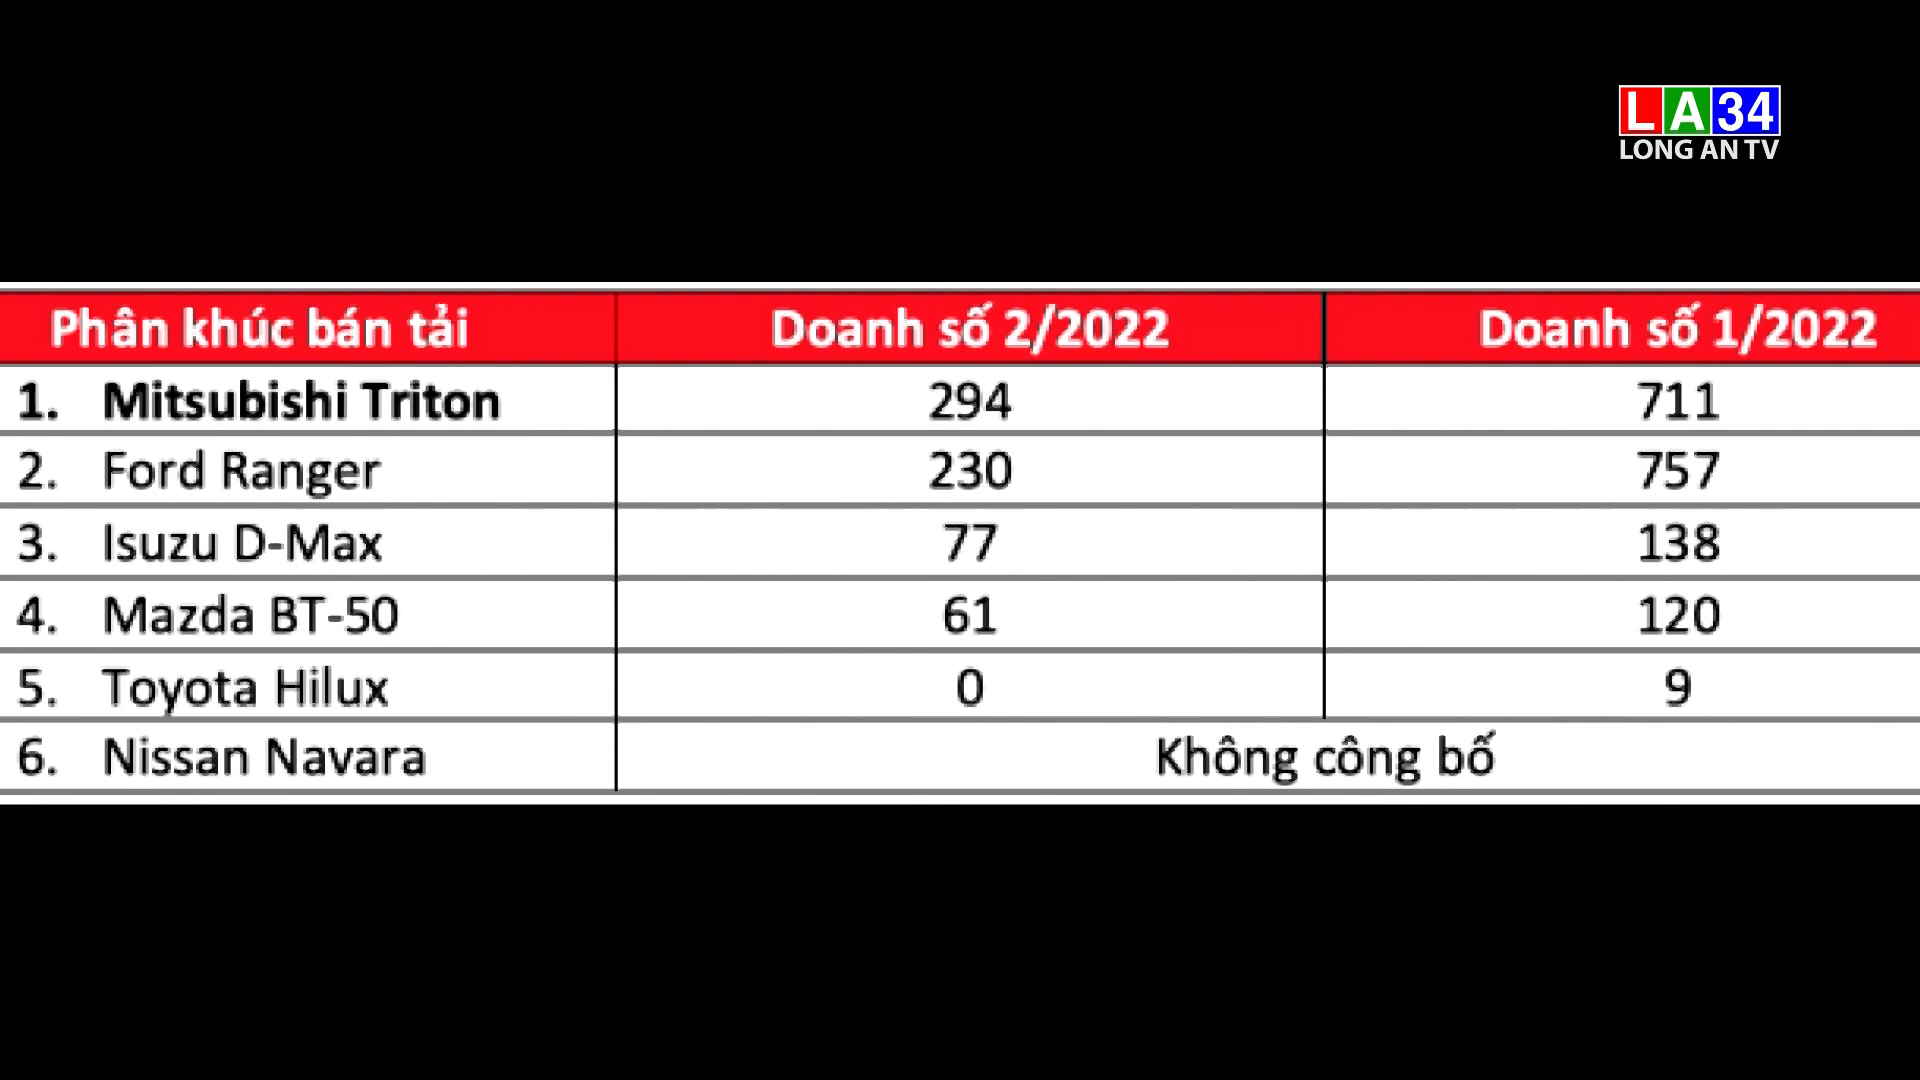 LA34
LONG AN TV
Phân khúc bán tải Doanh số 2/2022 Doanh số 1/2022
1. Mitsubishi Triton 294 711
2. Ford Ranger 230 757
3. Isuzu D-Max 77 138
4. Mazda BT-50 61 120
5. Toyota Hilux 0 9
6. Nissan Navara Không công bố